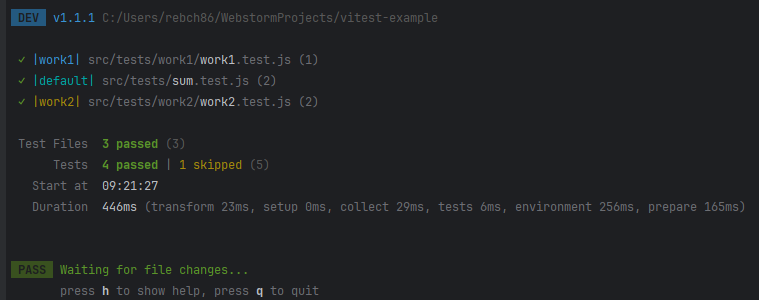 DEV v1.1.1 C:/Users/rebch86/WebstormProjects/vitest-example
✓ |work1| src/tests/work1/work1.test.js (1)
✓ |default| src/tests/sum.test.js (2)
✓ |work2| src/tests/work2/work2.test.js (2)
Test Files 3 passed (3)
Tests 4 passed | 1 skipped (5)
Start at 09:21:27
Duration 446ms (transform 23ms, setup 0ms, collect 29ms, tests 6ms, environment 256ms, prepare 165ms)
PASS Waiting for file changes...
press h to show help, press q to quit